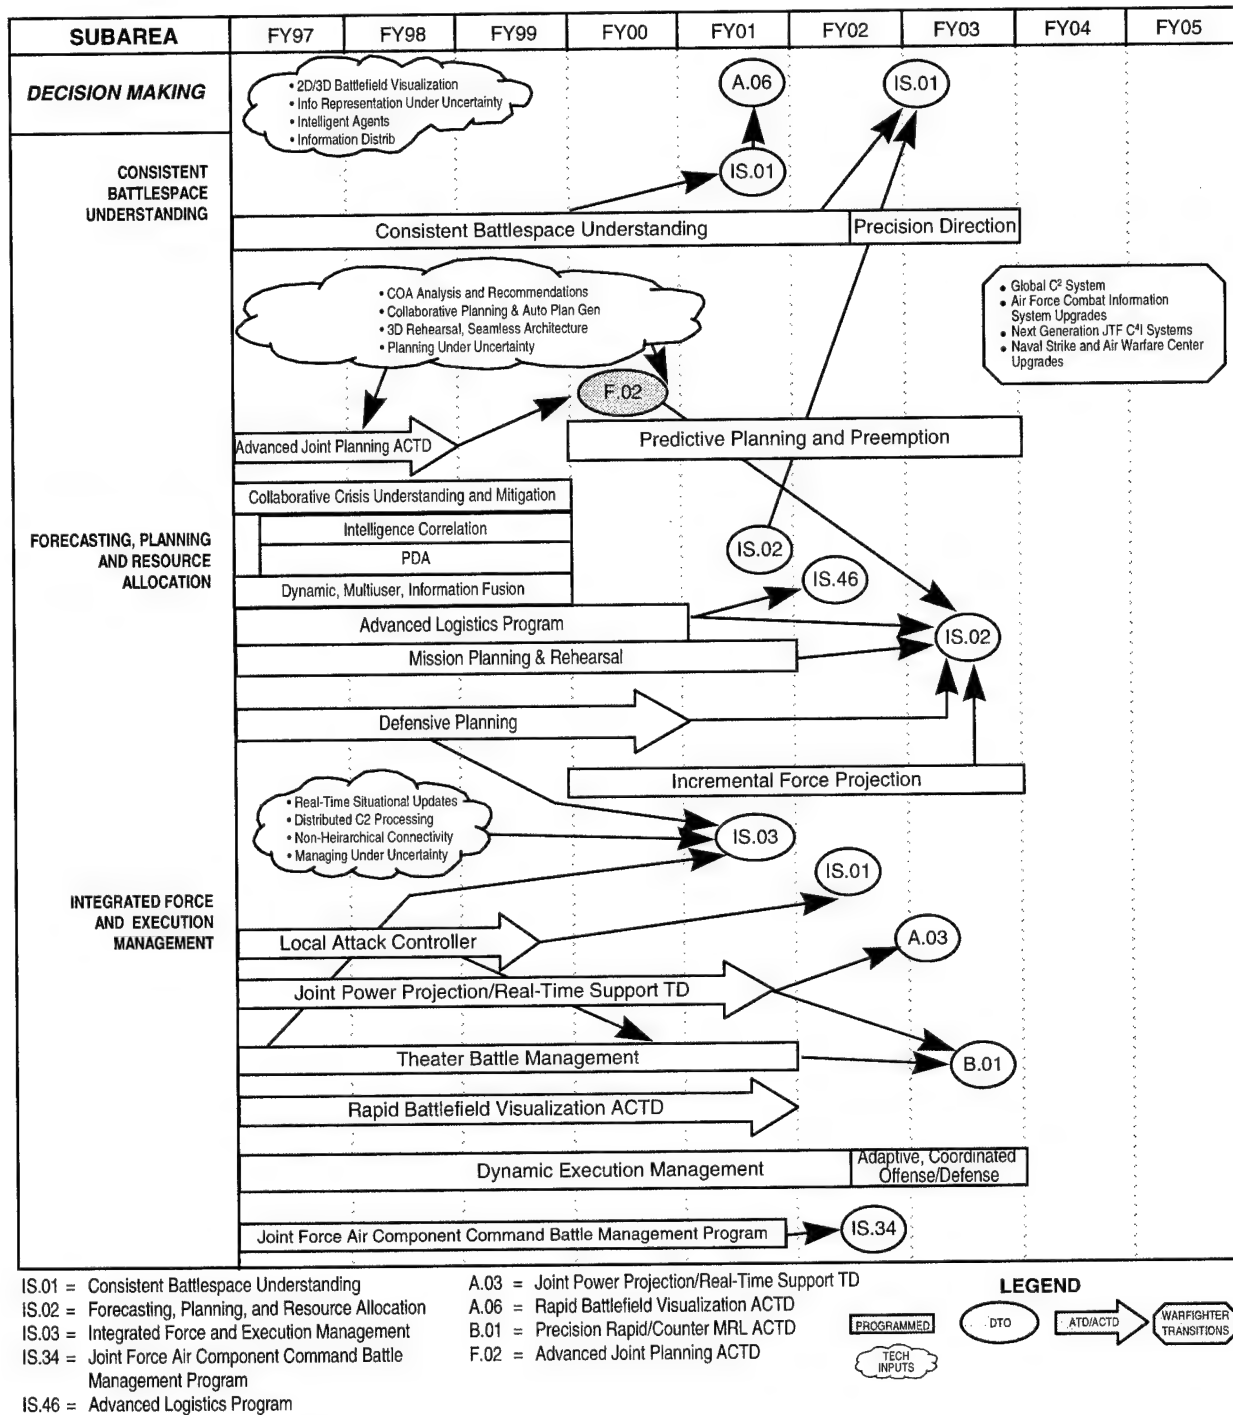 SUBAREA FY97 FY98 FY99 FY00 FY01 FY02 FY03 FY04 FY05
DECISION MAKING
• 2D/3D Battlefield Visualization
• Info Representation Under Uncertainty
• Intelligent Agents
• Information Distrib
A.06
IS.01
IS.01
CONSISTENT
BATTLESPACE
UNDERSTANDING
Consistent Battlespace Understanding
Precision Direction
• COA Analysis and Recommendations
• Collaborative Planning & Auto Plan Gen
• 3D Rehearsal, Seamless Architecture
• Planning Under Uncertainty
• Global C² System
• Air Force Combat Information
System Upgrades
• Next Generation JTF C⁴I Systems
• Naval Strike and Air Warfare Center
Upgrades
F.02
Advanced Joint Planning ACTD
Predictive Planning and Preemption
FORECASTING, PLANNING
AND RESOURCE
ALLOCATION
Collaborative Crisis Understanding and Mitigation
Intelligence Correlation
PDA
Dynamic, Multiuser, Information Fusion
IS.02
IS.46
Advanced Logistics Program
IS.02
Mission Planning & Rehearsal
Defensive Planning
Incremental Force Projection
• Real-Time Situational Updates
• Distributed C2 Processing
• Non-Heirarchical Connectivity
• Managing Under Uncertainty
IS.03
IS.01
INTEGRATED FORCE
AND EXECUTION
MANAGEMENT
Local Attack Controller
A.03
Joint Power Projection/Real-Time Support TD
Theater Battle Management
B.01
Rapid Battlefield Visualization ACTD
Dynamic Execution Management
Adaptive, Coordinated
Offense/Defense
Joint Force Air Component Command Battle Management Program
IS.34
IS.01 = Consistent Battlespace Understanding
IS.02 = Forecasting, Planning, and Resource Allocation
IS.03 = Integrated Force and Execution Management
IS.34 = Joint Force Air Component Command Battle
Management Program
IS.46 = Advanced Logistics Program
A.03 = Joint Power Projection/Real-Time Support TD
A.06 = Rapid Battlefield Visualization ACTD
B.01 = Precision Rapid/Counter MRL ACTD
F.02 = Advanced Joint Planning ACTD
LEGEND
PROGRAMMED
DTO
ATD/ACTD
WARFIGHTER
TRANSITIONS
TECH
INPUTS